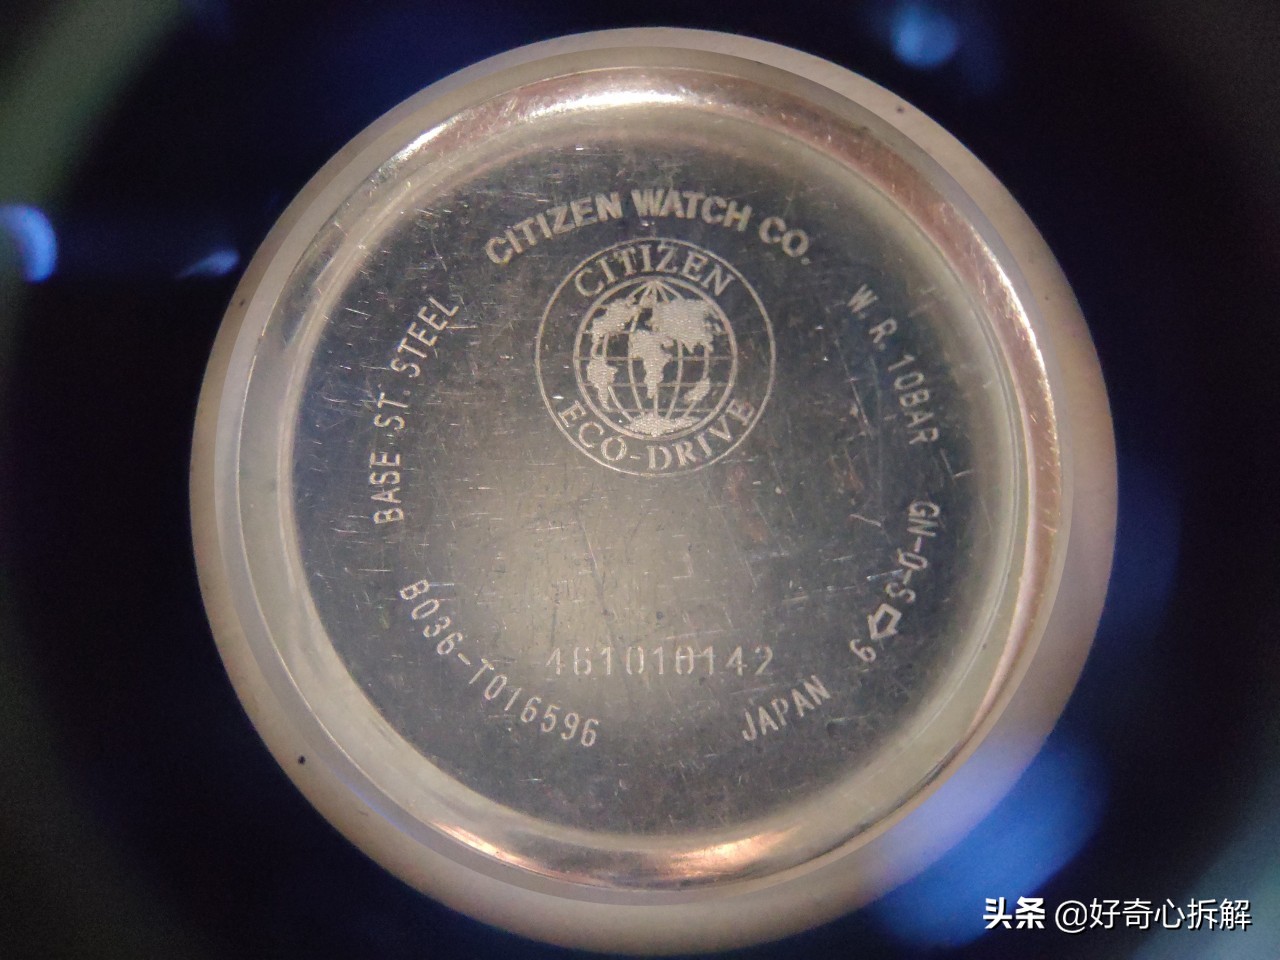 CITIZEN WATCH CO.
CITIZEN
ECO-DRIVE
W.R.10BAR
GN-0-S 9
BASE ST.STEEL
B036-T016596
461010142
JAPAN
头条 @好奇心拆解